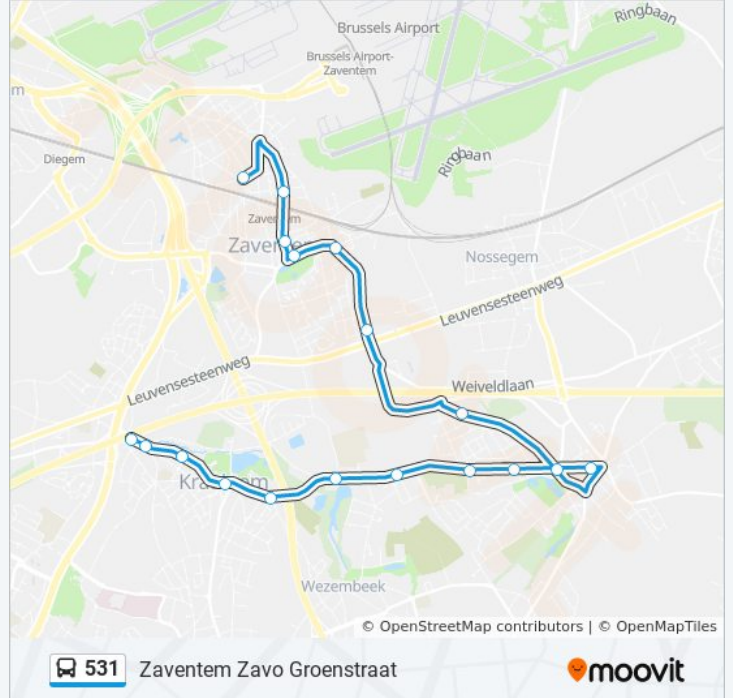 Ringbaan
Brussels Airport
Brussels Airport-
Zaventem
m
Diegem
Ringbaan
Zaventem
Zaventem
Nossegem
Leuvensesteenweg
Leuvensesteenweg
Weiveldlaan
Kraainem
Wezembeek
© OpenStreetMap contributors | © OpenMapTiles
531 Zaventem Zavo Groenstraat
moovit